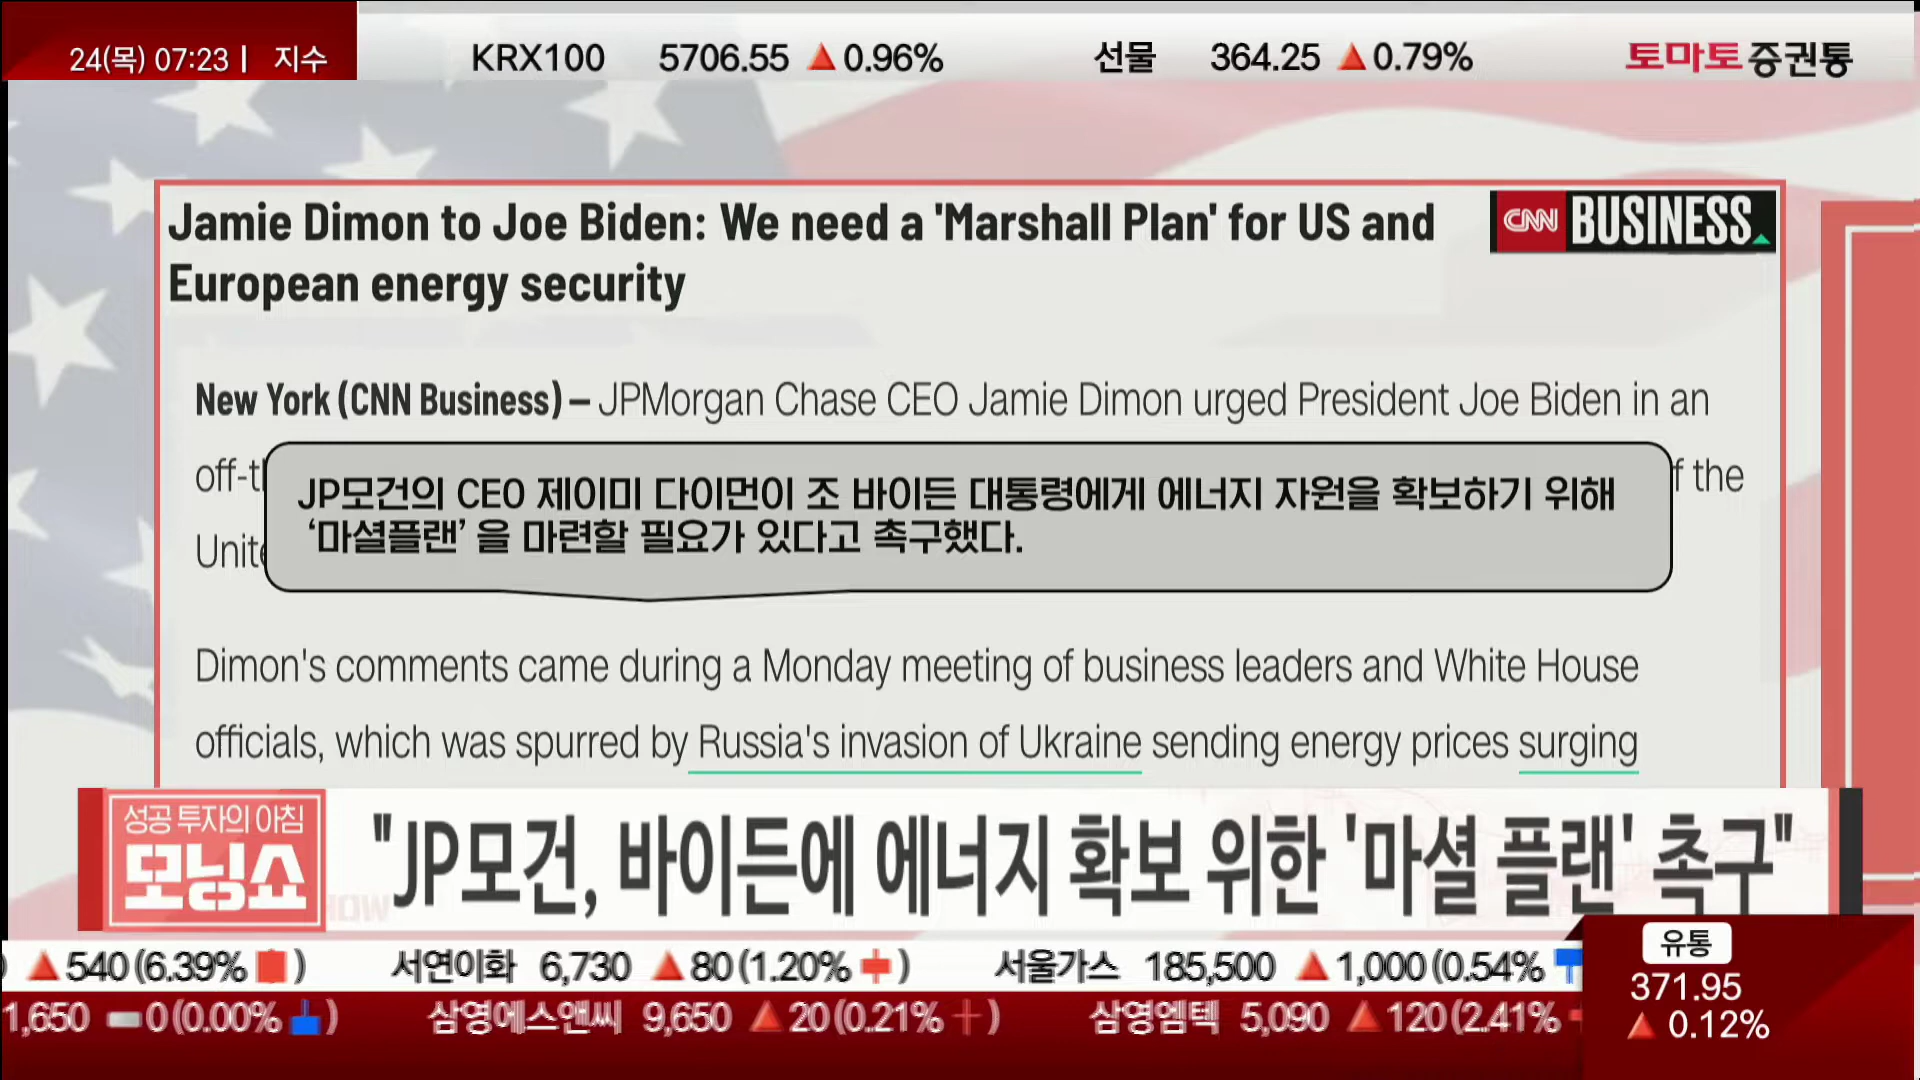 24(목) 07:23 | 지수 KRX100 5706.55 ▲ 0.96% 선물 364.25 ▲ 0.79% 토마토증권통
Jamie Dimon to Joe Biden: We need a 'Marshall Plan' for US and
European energy security
CNN BUSINESS
New York (CNN Business) – JPMorgan Chase CEO Jamie Dimon urged President Joe Biden in an
the
JP모건의 CEO 제이미 다이먼이 조 바이든 대통령에게 에너지 자원을 확보하기 위해
‘마셜플랜’ 을 마련할 필요가 있다고 촉구했다.
Dimon's comments came during a Monday meeting of business leaders and White House
officials, which was spurred by Russia's invasion of Ukraine sending energy prices surging
성공 투자의 아침
모닝쇼
"JP모건, 바이든에 에너지 확보 위한 '마셜 플랜' 촉구"
▲540(6.39% ) 서연이화 6,730 ▲80(1.20% ) 서울가스 185,500 ▲1,000(0.54%
1,650 0(0.00% ) 삼영에스앤씨 9,650 ▲20(0.21% ) 삼영엠텍 5,090 ▲120(2.41%
유통
371.95
▲ 0.12%